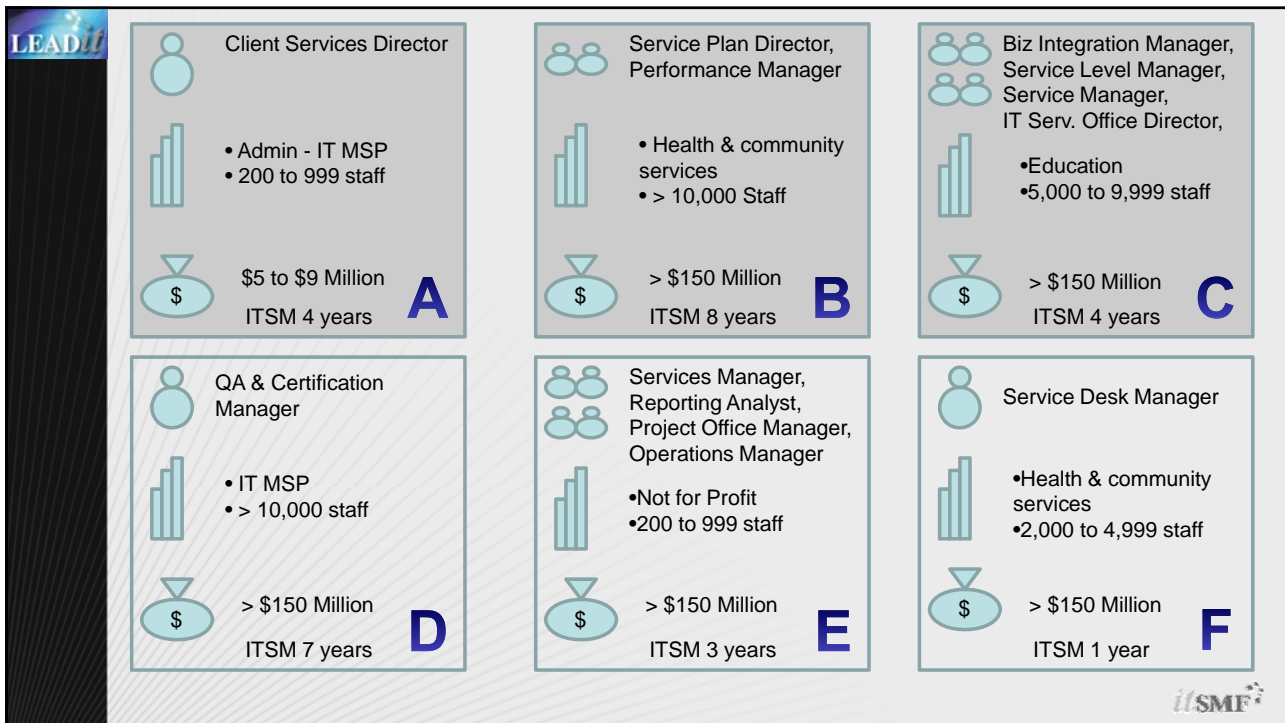 LEADit
Client Services Director
• Admin - IT MSP
• 200 to 999 staff
$
$5 to $9 Million
ITSM 4 years
A
Service Plan Director,
Performance Manager
• Health & community
services
• > 10,000 Staff
$
> $150 Million
ITSM 8 years
B
Biz Integration Manager,
Service Level Manager,
Service Manager,
IT Serv. Office Director,
•Education
•5,000 to 9,999 staff
$
> $150 Million
ITSM 4 years
C
QA & Certification
Manager
• IT MSP
• > 10,000 staff
$
> $150 Million
ITSM 7 years
D
Services Manager,
Reporting Analyst,
Project Office Manager,
Operations Manager
•Not for Profit
•200 to 999 staff
$
> $150 Million
ITSM 3 years
E
Service Desk Manager
•Health & community
services
•2,000 to 4,999 staff
$
> $150 Million
ITSM 1 year
F
itSMF